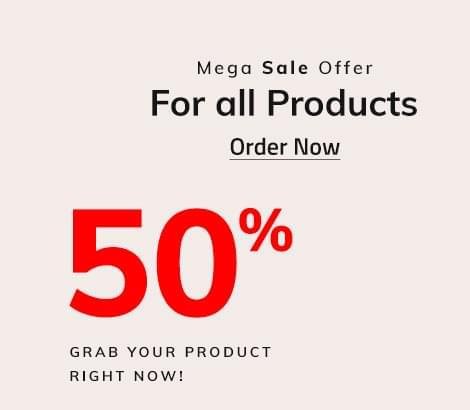 Mega Sale Offer
For all Products
Order Now
50%
GRAB YOUR PRODUCT
RIGHT NOW!